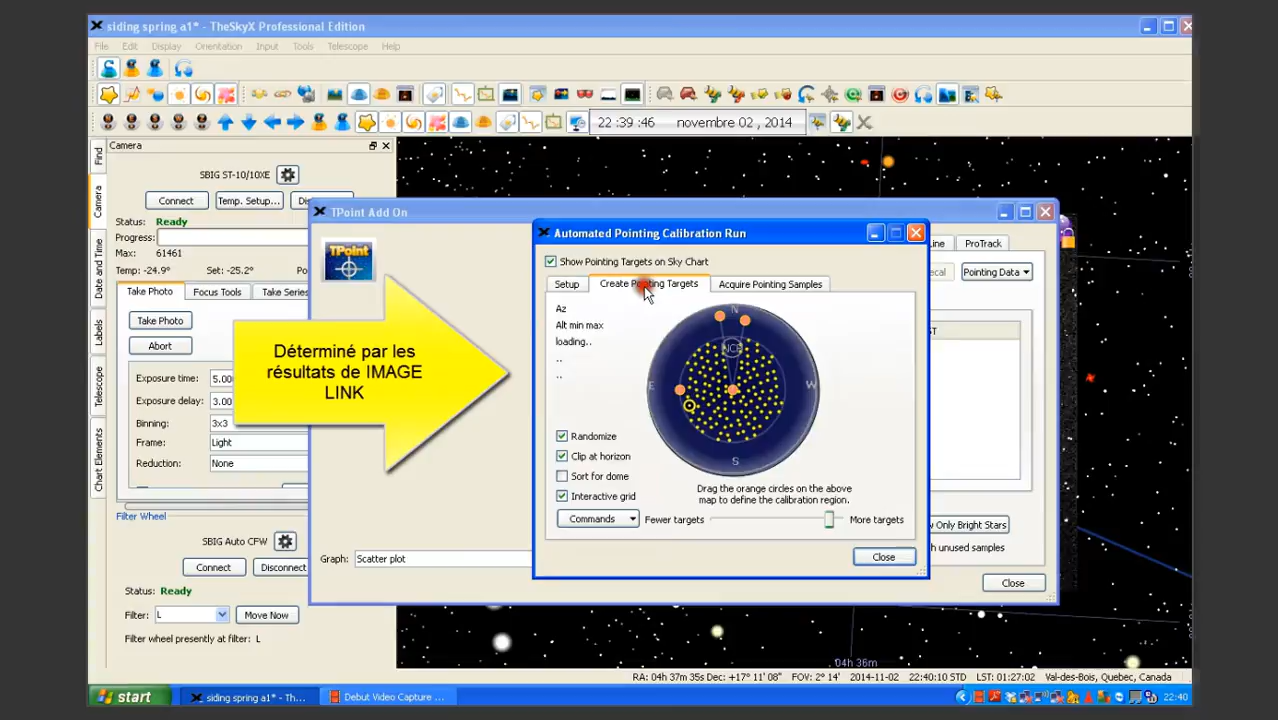 siding spring a1* - TheSkyX Professional Edition
File Edit Display Orientation Input Tools Telescope Help
22 : 39 : 46 novembre 02 , 2014
Camera
Find
Camera
Date and Time
Labels
Telescope
Chart Elements
SBIG ST-10/10XE
Connect Temp. Setup...
Status: Ready
Progress:
Max: 61461
Temp: -24.9° Set: -25.2°
Take Photo Focus Tools
Take Photo
Abort
Exposure time:
Exposure delay:
Binning: 3x3
Frame: Light
Reduction: None
Filter Wheel
SBIG Auto CFW
Connect Disconnect
Status: Ready
Filter: L Move Now
Filter wheel presently at filter: L
TPoint Add On
TPoint
Déterminé par les
résultats de IMAGE
LINK
Graph: Scatter plot
ProTrack
Pointing Data
Only Bright Stars
unused samples
Close
Automated Pointing Calibration Run
Show Pointing Targets on Sky Chart
Setup Create Pointing Targets Acquire Pointing Samples
Az
Alt min max
loading..
..
..
N
NCP
E
W
S
Randomize
Clip at horizon
Sort for dome
Interactive grid
Drag the orange circles on the above
map to define the calibration region.
Commands Fewer targets More targets
Close
04h 36m
RA: 04h 37m 35s Dec: +17° 11' 08" FOV: 2° 14' 2014-11-02 22:40:10 STD LST: 01:27:02 Val-des-Bois, Quebec, Canada
start siding spring a1* - Th... Debut Video Capture ... 22:40